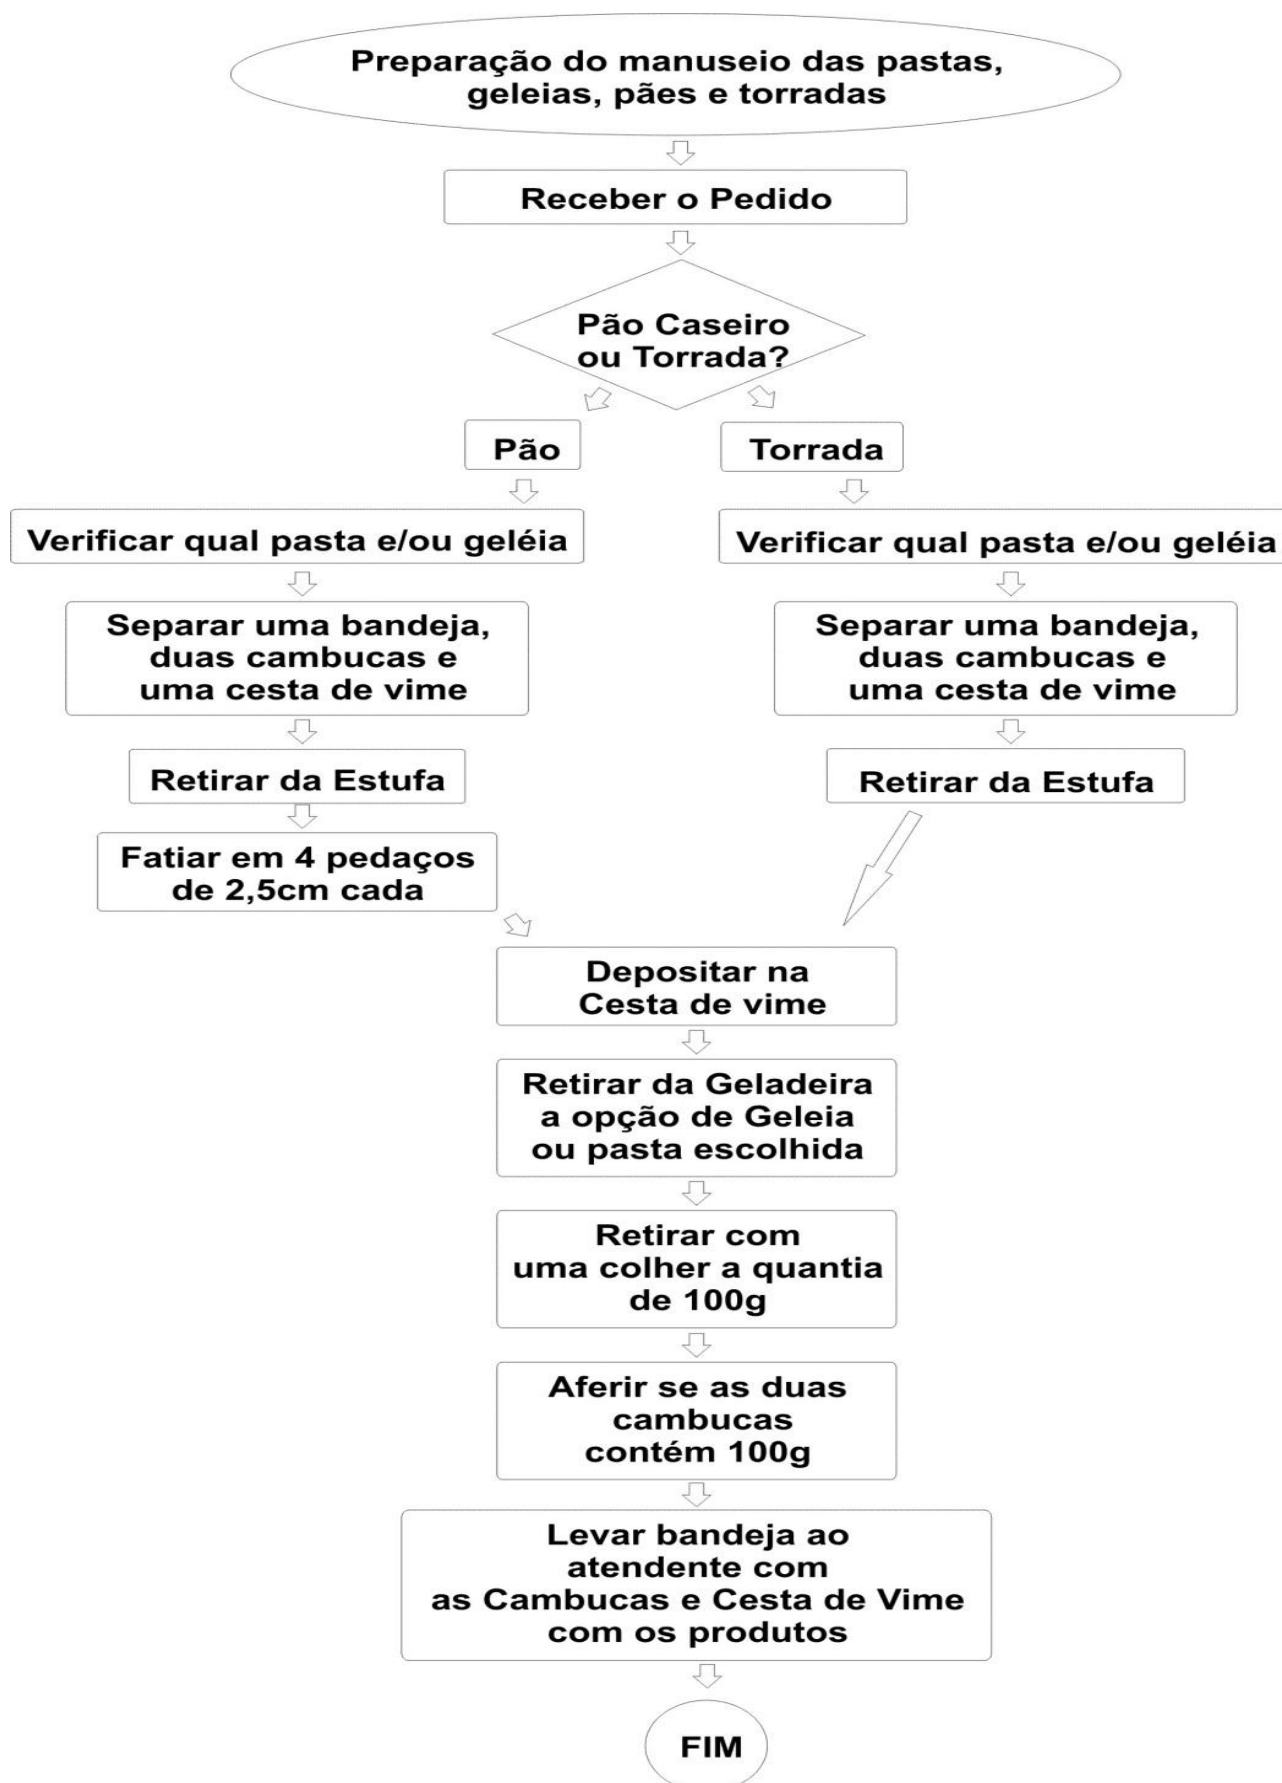 Preparação do manuseio das pastas,
geleias, pães e torradas
Receber o Pedido
Pão Caseiro
ou Torrada?
Pão
Torrada
Verificar qual pasta e/ou geléia
Verificar qual pasta e/ou geléia
Separar uma bandeja,
duas cambucas e
uma cesta de vime
Separar uma bandeja,
duas cambucas e
uma cesta de vime
Retirar da Estufa
Retirar da Estufa
Fatiar em 4 pedaços
de 2,5cm cada
Depositar na
Cesta de vime
Retirar da Geladeira
a opção de Geleia
ou pasta escolhida
Retirar com
uma colher a quantia
de 100g
Aferir se as duas
cambucas
contém 100g
Levar bandeja ao
atendente com
as Cambucas e Cesta de Vime
com os produtos
FIM